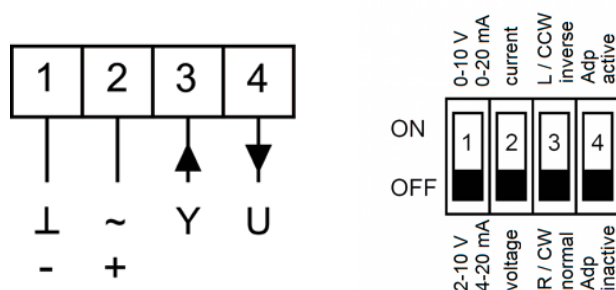 1 2 3 4
⊥ ~ Y U
- +
0-10 V
0-20 mA
current
L / CCW
inverse
Adp
active
ON
OFF
1 2 3 4
2-10 V
4-20 mA
voltage
R / CW
normal
Adp
inactive